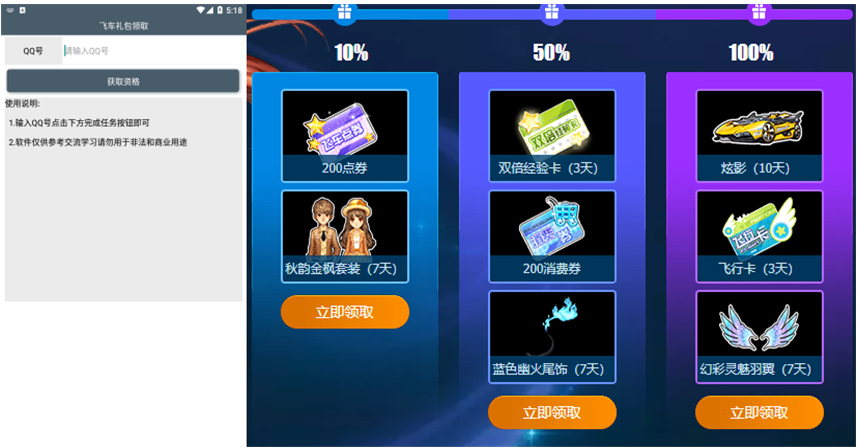 5:18
飞车礼包领取
QQ号
请输入QQ号
获取资格
使用说明:
1.输入QQ号点击下方完成任务按钮即可
2.软件仅供参考交流学习请勿用于非法和商业用途
10%
飞车点券
200点券
秋韵金枫套装（7天）
立即领取
50%
双倍经验卡（3天）
消费券
200消费券
蓝色幽火尾饰（7天）
立即领取
100%
炫影（10天）
飞行卡
飞行卡（3天）
幻彩灵魅羽翼（7天）
立即领取